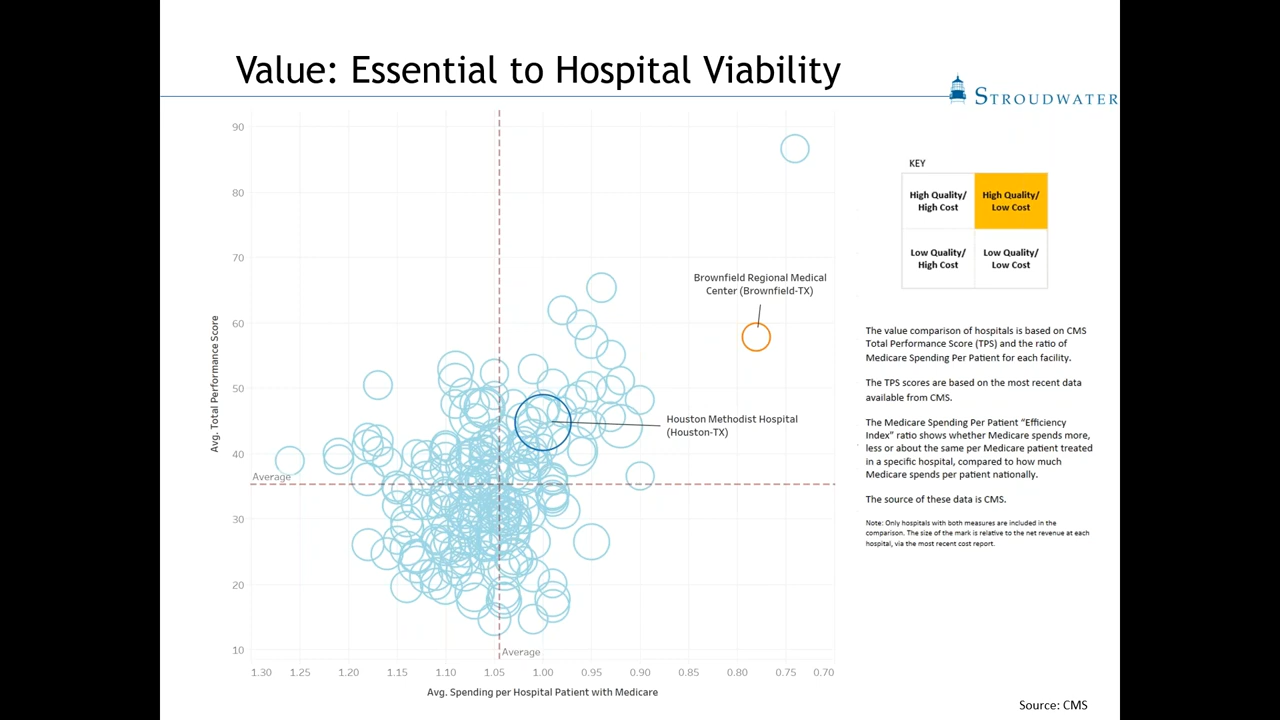 Value: Essential to Hospital Viability
STROUDWATER
90
80
70
60
50
40
30
20
10
Avg. Total Performance Score
Average
Average
Brownfield Regional Medical
Center (Brownfield-TX)
Houston Methodist Hospital
(Houston-TX)
1.30
1.25
1.20
1.15
1.10
1.05
1.00
0.95
0.90
0.85
0.80
0.75
0.70
Avg. Spending per Hospital Patient with Medicare
KEY
High Quality/
High Cost
High Quality/
Low Cost
Low Quality/
High Cost
Low Quality/
Low Cost
The value comparison of hospitals is based on CMS
Total Performance Score (TPS) and the ratio of
Medicare Spending Per Patient for each facility.
The TPS scores are based on the most recent data
available from CMS.
The Medicare Spending Per Patient “Efficiency
Index” ratio shows whether Medicare spends more,
less or about the same per Medicare patient treated
in a specific hospital, compared to how much
Medicare spends per patient nationally.
The source of these data is CMS.
Note: Only hospitals with both measures are included in the
comparison. The size of the mark is relative to the net revenue at each
hospital, via the most recent cost report.
Source: CMS